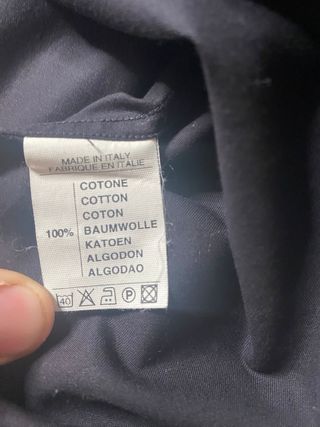 MADE IN ITALY
FABRIQUE EN ITALIE
100%
COTONE
COTTON
COTON
BAUMWOLLE
KATOEN
ALGODON
ALGODAO
40 P